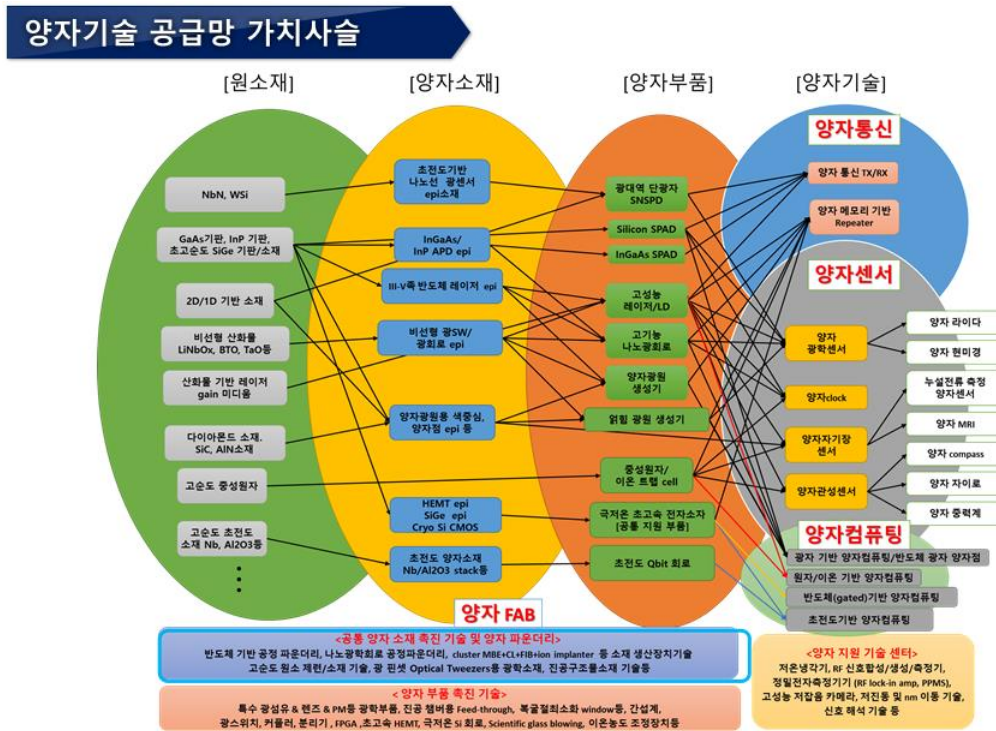 양자기술 공급망 가치사슬
[원소재]
[양자소재]
[양자부품]
[양자기술]
NbN, WSi
GaAs기판, InP 기판,
초고순도 SiGe 기판/소재
2D/1D 기반 소재
비선형 산화물
LiNbOx, BTO, TaO등
산화물 기반 레이저
gain 미디움
다이아몬드 소재.
SiC, AlN소재
고순도 중성원자
고순도 초전도
소재 Nb, Al2O3등
초전도기반
나노선 광센서
epi소재
InGaAs/
InP APD epi
III-V족 반도체 레이저 epi
비선형 광SW/
광회로 epi
양자광원용 색중심,
양자점 epi 등
HEMT epi
SiGe epi
Cryo Si CMOS
초전도 양자소재
Nb/Al2O3 stack등
광대역 단광자
SNSPD
Silicon SPAD
InGaAs SPAD
고성능
레이저/LD
고기능
나노광회로
양자광원
생성기
얽힘 광원 생성기
중성원자/
이온 트랩 cell
극저온 초고속 전자소자
[공통 지원 부품]
초전도 Qbit 회로
양자통신
양자 통신 TX/RX
양자 메모리 기반
Repeater
양자센서
양자
광학센서
양자clock
양자자기장
센서
양자관성센서
양자 라이다
양자 현미경
누설전류 측정
양자센서
양자 MRI
양자 compass
양자 자이로
양자 중력계
양자컴퓨팅
광자 기반 양자컴퓨팅/반도체 광자 양자점
원자/이온 기반 양자컴퓨팅
반도체(gated)기반 양자컴퓨팅
초전도기반 양자컴퓨팅
양자 FAB
<공통 양자 소재 촉진 기술 및 양자 파운더리>
반도체 기반 공정 파운더리, 나노광학회로 공정파운더리, cluster MBE+CL+FIB+ion implanter 등 소재 생산장치기술
고순도 원소 제련/소재 기술, 광 핀셋 Optical Tweezers용 광학소재, 진공구조물소재 기술등
< 양자 부품 촉진 기술>
특수 광섬유 & 렌즈 & PM등 광학부품, 진공 챔버용 Feed-through, 복굴절최소화 window등, 간섭계,
광스위치, 커플러, 분리기 , FPGA ,초고속 HEMT, 극저온 Si 회로, Scientific glass blowing, 이온농도 조정장치등
<양자 지원 기술 센터>
저온냉각기, RF 신호합성/생성/측정기,
정밀전자측정기기 (RF lock-in amp, PPMS),
고성능 저잡음 카메라, 저진동 및 nm 이동 기술,
신호 해석 기술 등